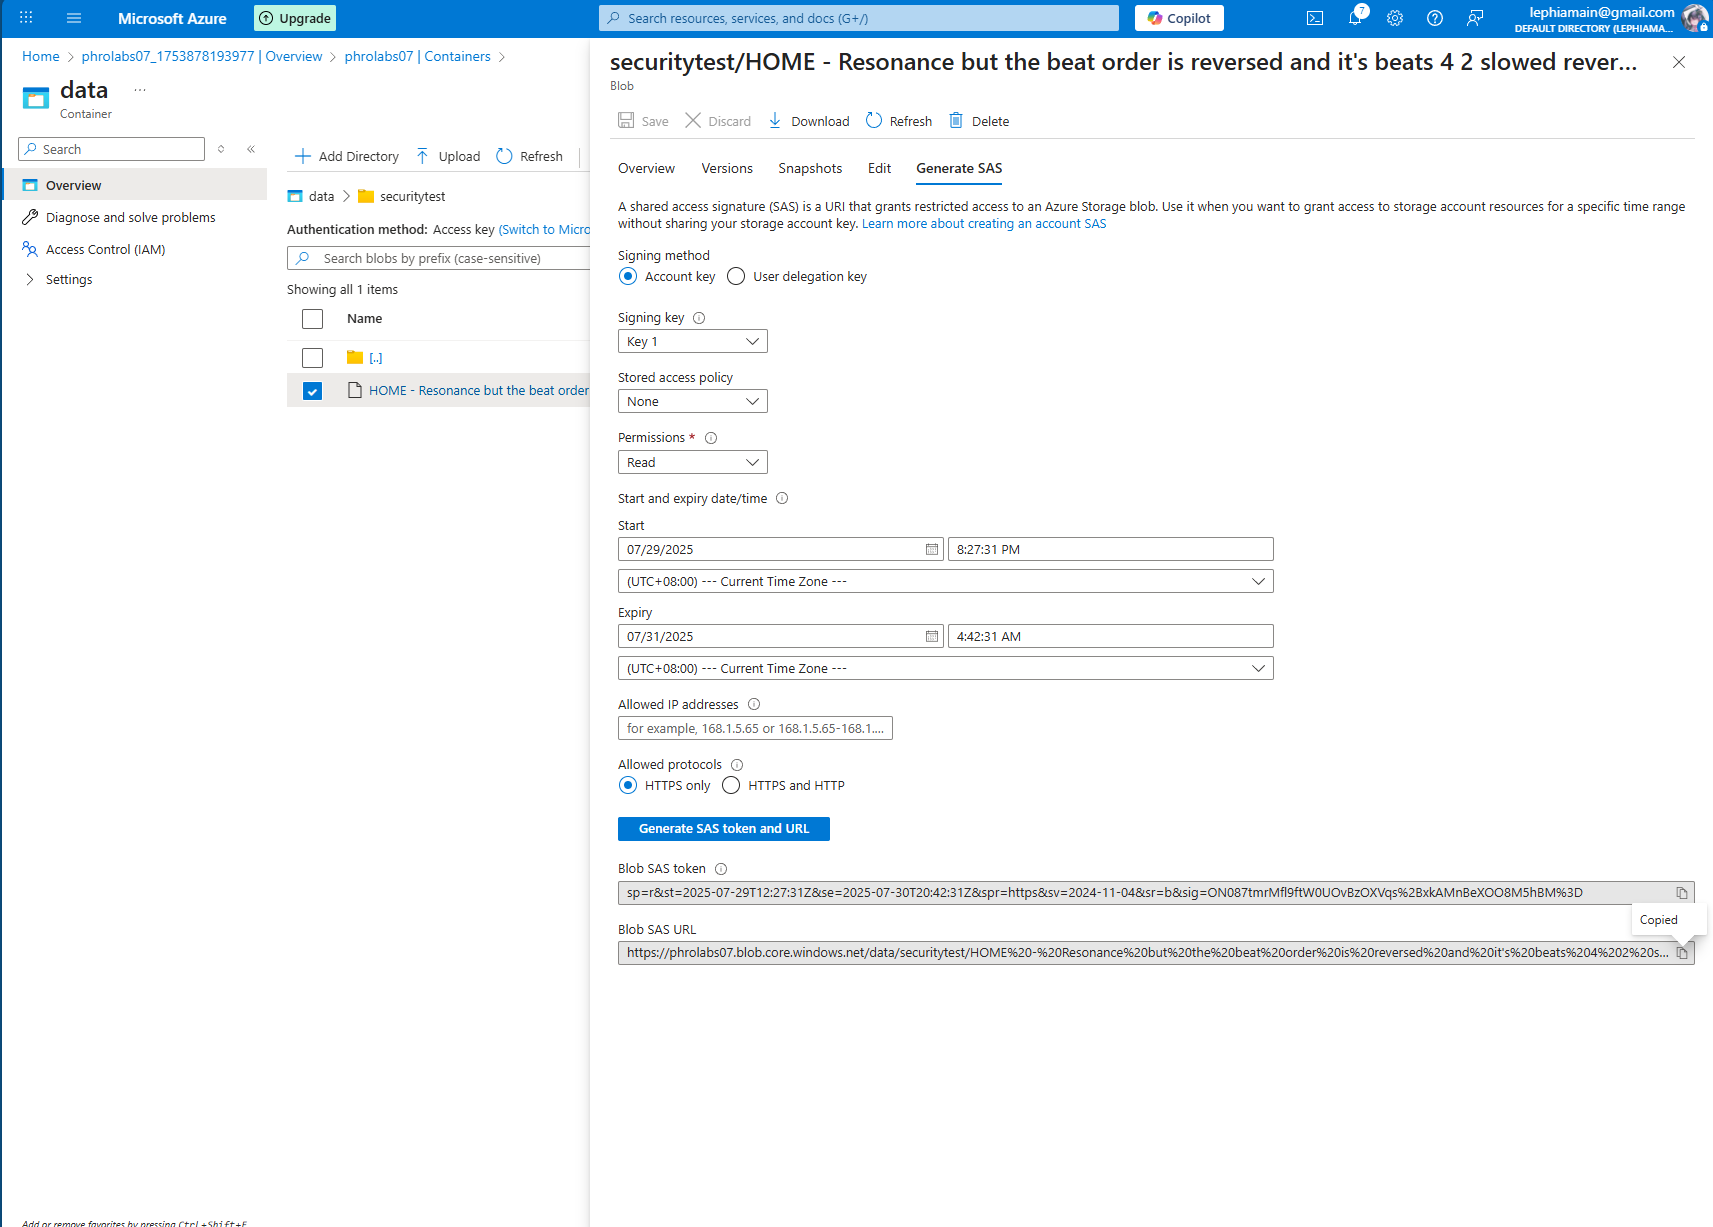 Microsoft Azure
Upgrade
Search resources, services, and docs (G+/)
Copilot
7
lephiamain@gmail.com
DEFAULT DIRECTORY (LEPHIAMA...
Home > phrolabs07_1753878193977 | Overview > phrolabs07 | Containers >
data ...
Container
Search
Overview
Diagnose and solve problems
Access Control (IAM)
Settings
Add Directory
Upload
Refresh
data > securitytest
Authentication method: Access key (Switch to Micro
Search blobs by prefix (case-sensitive)
Showing all 1 items
Name
[..]
HOME - Resonance but the beat order
securitytest/HOME - Resonance but the beat order is reversed and it's beats 4 2 slowed rever...
Blob
Save
Discard
Download
Refresh
Delete
Overview
Versions
Snapshots
Edit
Generate SAS
A shared access signature (SAS) is a URI that grants restricted access to an Azure Storage blob. Use it when you want to grant access to storage account resources for a specific time range
without sharing your storage account key. Learn more about creating an account SAS
Signing method
Account key
User delegation key
Signing key
Key 1
Stored access policy
None
Permissions *
Read
Start and expiry date/time
Start
07/29/2025
8:27:31 PM
(UTC+08:00) --- Current Time Zone ---
Expiry
07/31/2025
4:42:31 AM
(UTC+08:00) --- Current Time Zone ---
Allowed IP addresses
for example, 168.1.5.65 or 168.1.5.65-168.1....
Allowed protocols
HTTPS only
HTTPS and HTTP
Generate SAS token and URL
Blob SAS token
sp=r&st=2025-07-29T12:27:31Z&se=2025-07-30T20:42:31Z&spr=https&sv=2024-11-04&sr=b&sig=ON087tmrMfl9ftW0UOvBzOXVqs%2BxkAMnBeXOO8M5hBM%3D
Copied
Blob SAS URL
https://phrolabs07.blob.core.windows.net/data/securitytest/HOME%20-%20Resonance%20but%20the%20beat%20order%20is%20reversed%20and%20it's%20beats%204%202%20s...
Add or remove favorites by pressing Ctrl+Shift+F